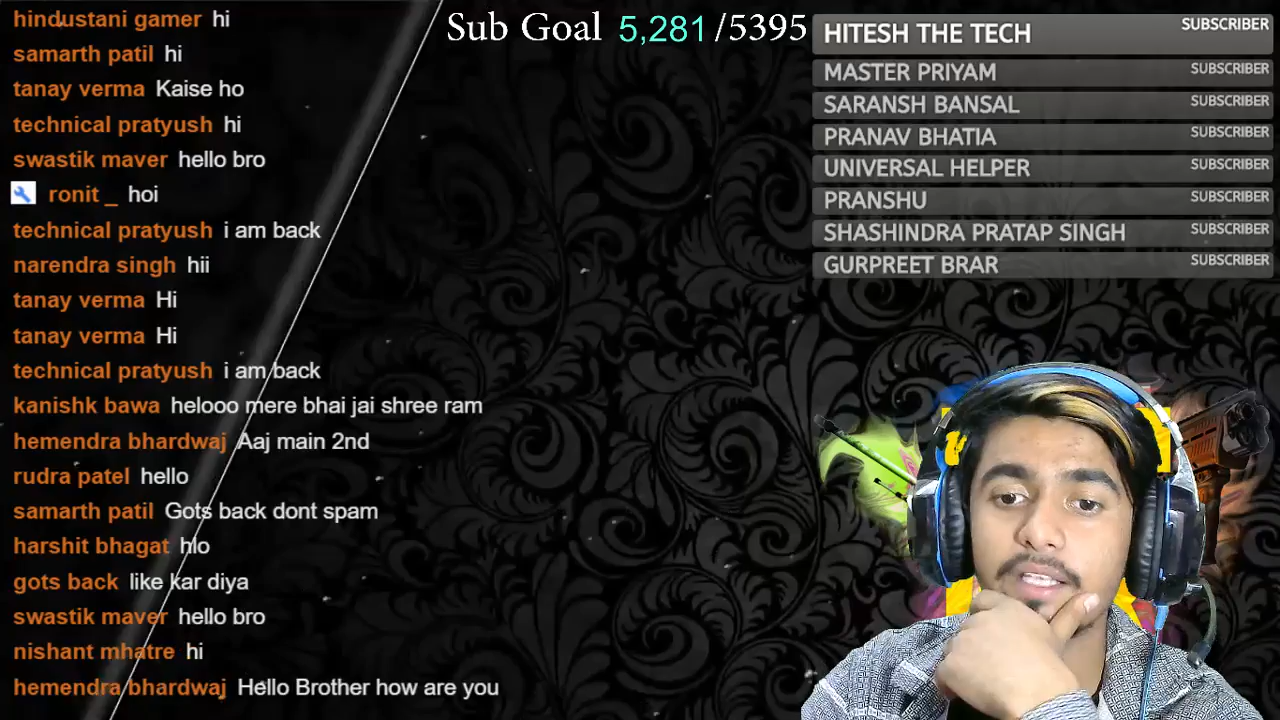 hindustani gamer hi
samarth patil hi
tanay verma Kaise ho
technical pratyush hi
swastik maver hello bro
ronit _ hoi
technical pratyush i am back
narendra singh hii
tanay verma Hi
tanay verma Hi
technical pratyush i am back
kanishk bawa helooo mere bhai jai shree ram
hemendra bhardwaj Aaj main 2nd
rudra patel hello
samarth patil Gots back dont spam
harshit bhagat hlo
gots back like kar diya
swastik maver hello bro
nishant mhatre hi
hemendra bhardwaj Hello Brother how are you
Sub Goal 5,281/5395
HITESH THE TECH SUBSCRIBER
MASTER PRIYAM SUBSCRIBER
SARANSH BANSAL SUBSCRIBER
PRANAV BHATIA SUBSCRIBER
UNIVERSAL HELPER SUBSCRIBER
PRANSHU SUBSCRIBER
SHASHINDRA PRATAP SINGH SUBSCRIBER
GURPREET BRAR SUBSCRIBER